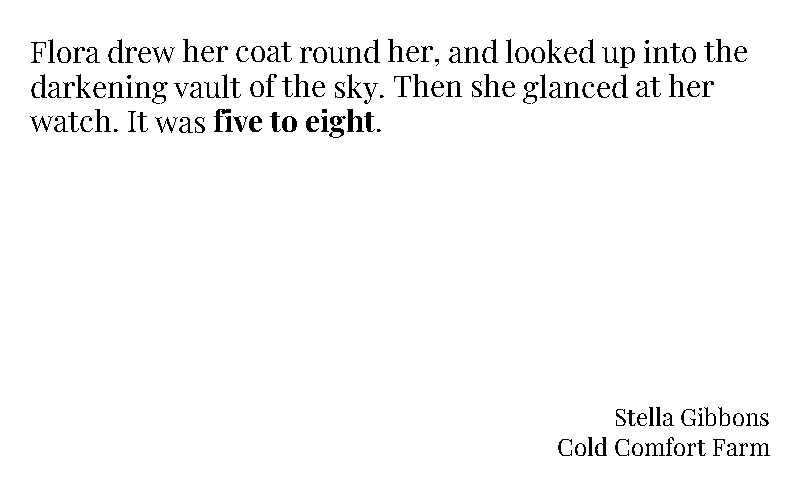 Flora drew her coat round her, and looked up into the
darkening vault of the sky. Then she glanced at her
watch. It was five to eight.
Stella Gibbons
Cold Comfort Farm